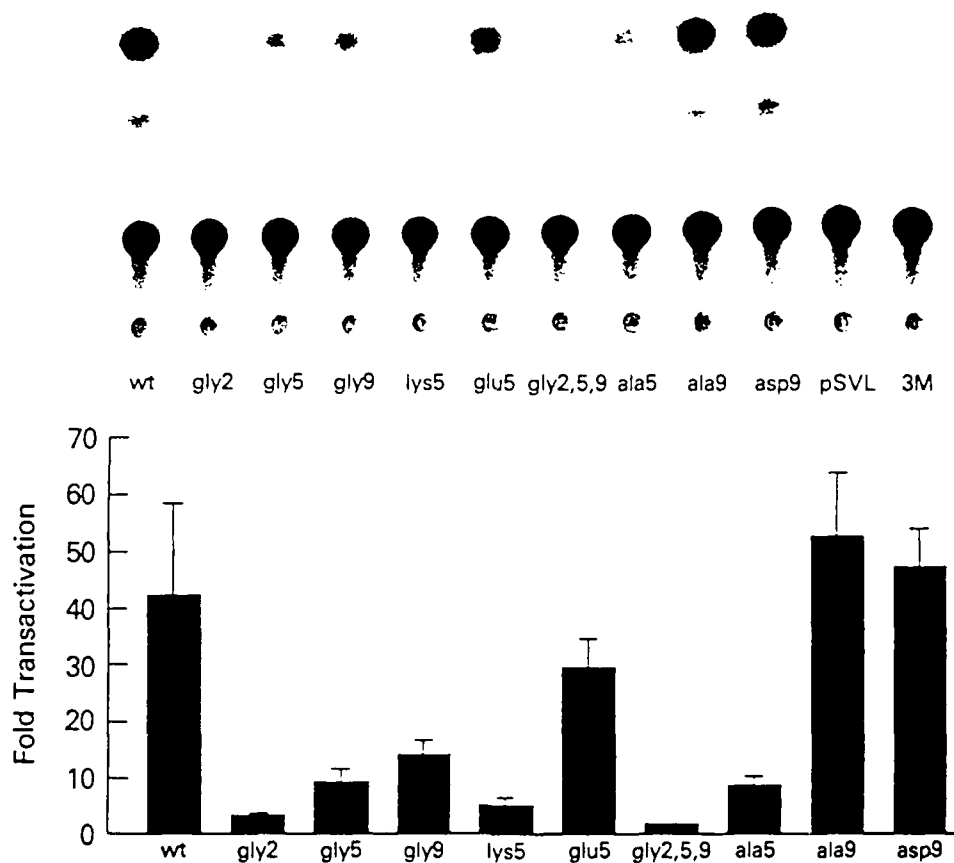 wt gly2 gly5 gly9 lys5 glu5 gly2,5,9 ala5 ala9 asp9 pSVL 3M
Fold Transactivation
70
60
50
40
30
20
10
0
wt gly2 gly5 gly9 lys5 glu5 gly2,5,9 ala5 ala9 asp9